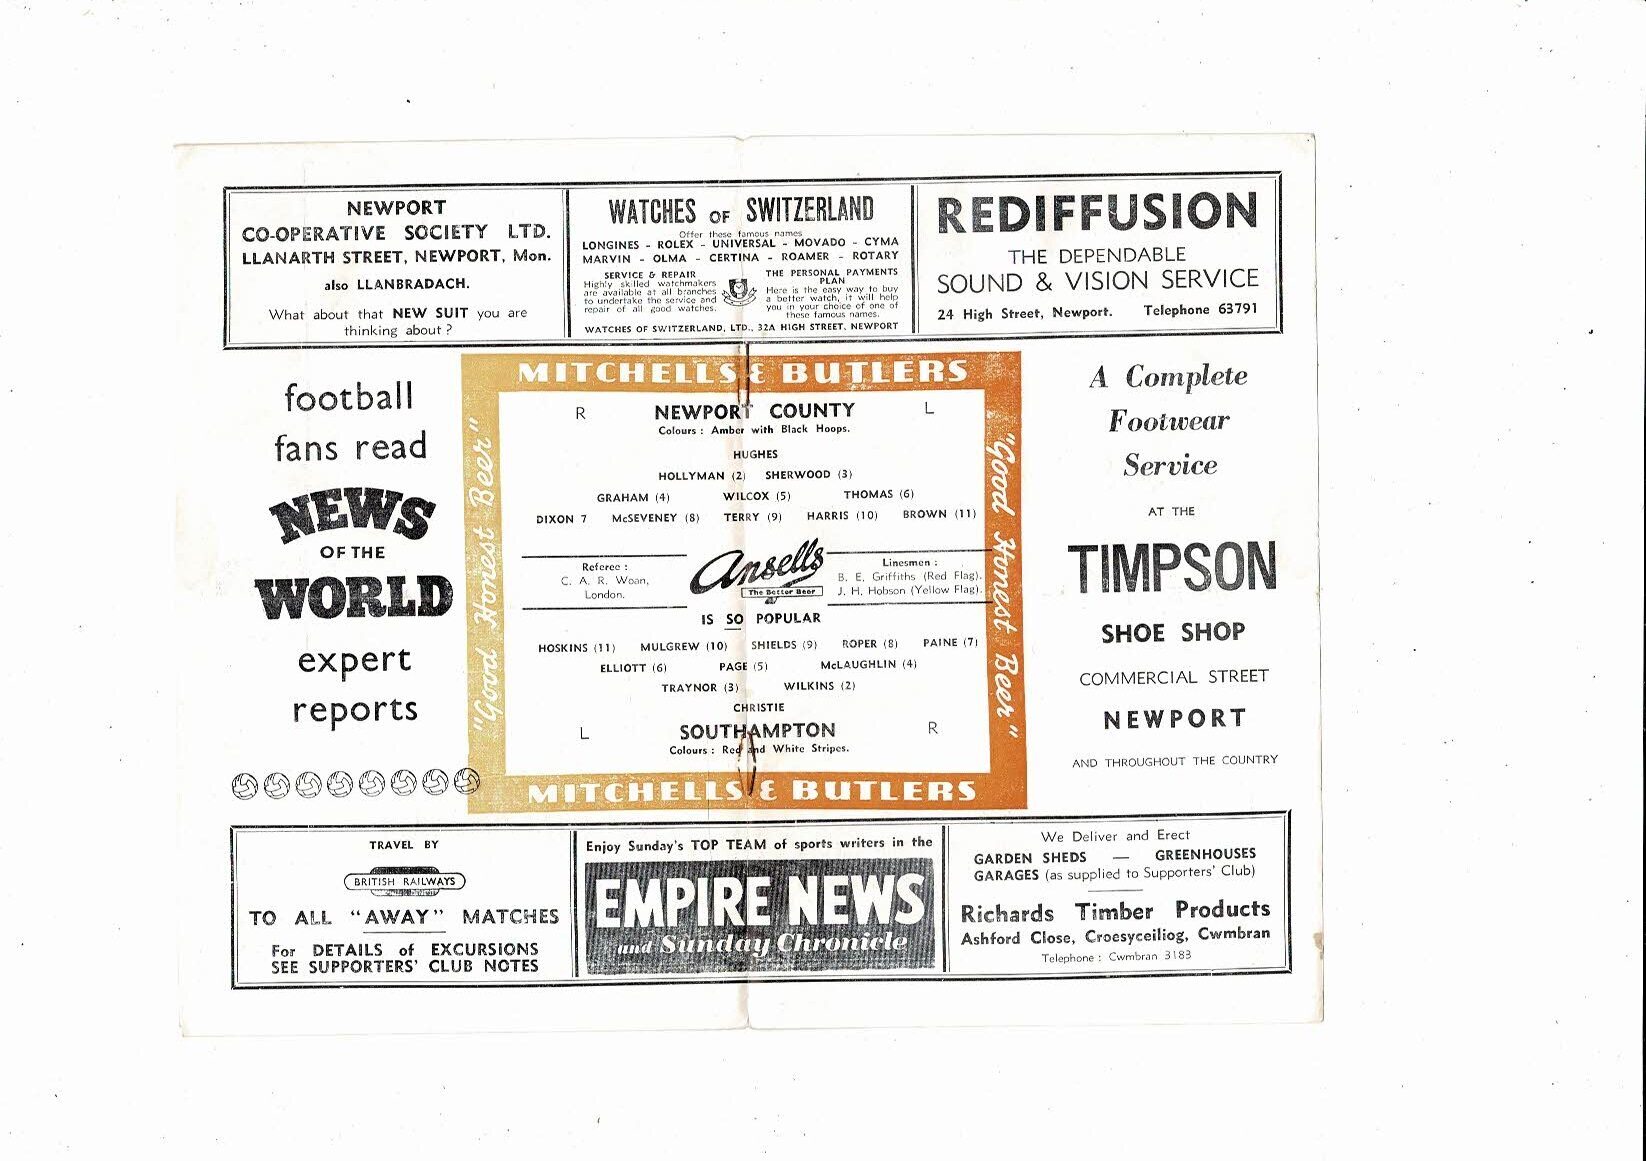 NEWPORT
CO-OPERATIVE SOCIETY LTD.
LLANARTH STREET, NEWPORT, Mon.
also LLANBRADACH.
What about that NEW SUIT you are
thinking about ?
WATCHES OF SWITZERLAND
Offer these famous names
LONGINES - ROLEX - UNIVERSAL - MOVADO - CYMA
MARVIN - OLMA - CERTINA - ROAMER - ROTARY
SERVICE & REPAIR
Highly skilled watchmakers
are available at all branches
to undertake the service and
repair of all good watches.
THE PERSONAL PAYMENTS
PLAN
Here is the easy way to buy
a better watch, it will help
you in your choice of one of
these famous names.
WATCHES OF SWITZERLAND, LTD., 32A HIGH STREET, NEWPORT
REDIFFUSION
THE DEPENDABLE
SOUND & VISION SERVICE
24 High Street, Newport. Telephone 63791
football
fans read
NEWS
OF THE
WORLD
expert
reports
MITCHELLS & BUTLERS
"Good Honest Beer"
"Good Honest Beer"
R NEWPORT COUNTY L
Colours : Amber with Black Hoops.
HUGHES
HOLLYMAN (2) SHERWOOD (3)
GRAHAM (4) WILCOX (5) THOMAS (6)
DIXON 7 McSEVENEY (8) TERRY (9) HARRIS (10) BROWN (11)
Referee :
C. A. R. Woan,
London.
Ansells
The Better Beer
Linesmen :
B. E. Griffiths (Red Flag).
J. H. Hobson (Yellow Flag).
IS SO POPULAR
HOSKINS (11) MULGREW (10) SHIELDS (9) ROPER (8) PAINE (7)
ELLIOTT (6) PAGE (5) McLAUGHLIN (4)
TRAYNOR (3) WILKINS (2)
CHRISTIE
L SOUTHAMPTON R
Colours : Red and White Stripes.
MITCHELLS & BUTLERS
A Complete
Footwear
Service
AT THE
TIMPSON
SHOE SHOP
COMMERCIAL STREET
NEWPORT
AND THROUGHOUT THE COUNTRY
TRAVEL BY
BRITISH RAILWAYS
TO ALL "AWAY" MATCHES
For DETAILS of EXCURSIONS
SEE SUPPORTERS' CLUB NOTES
Enjoy Sunday's TOP TEAM of sports writers in the
EMPIRE NEWS
and Sunday Chronicle
We Deliver and Erect
GARDEN SHEDS — GREENHOUSES
GARAGES (as supplied to Supporters' Club)
Richards Timber Products
Ashford Close, Croesyceiliog, Cwmbran
Telephone : Cwmbran 3183